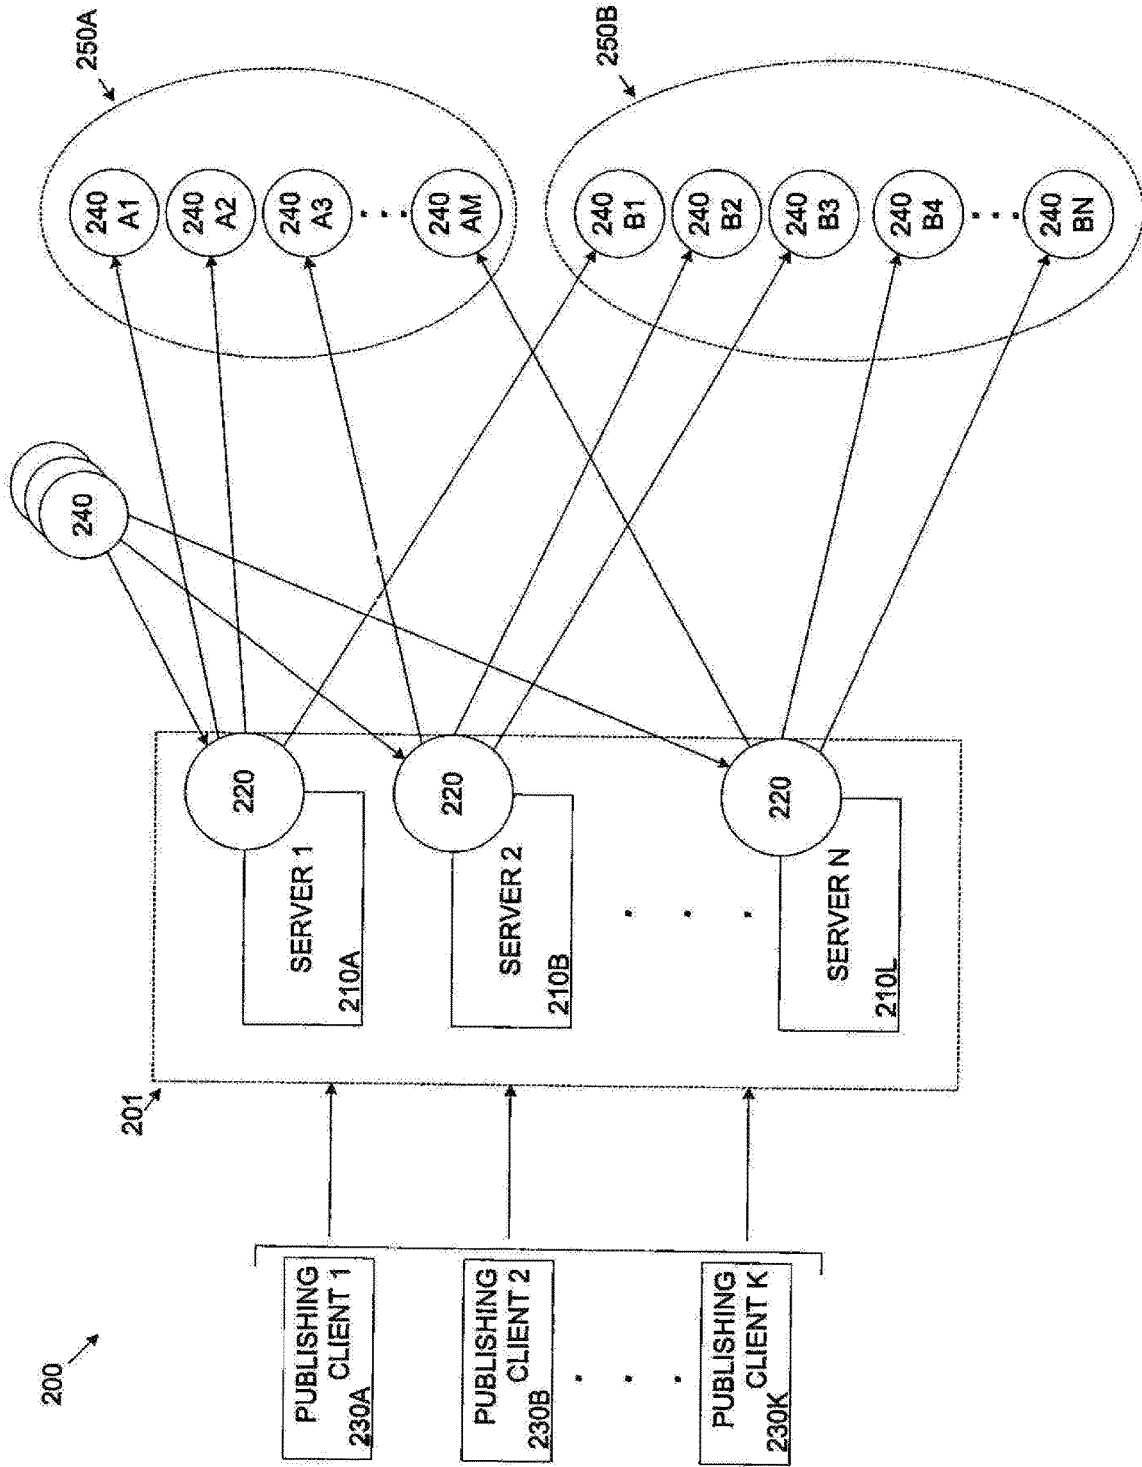 200
PUBLISHING
CLIENT 1
230A
PUBLISHING
CLIENT 2
230B
PUBLISHING
CLIENT K
230K
201
SERVER 1
210A
220
SERVER 2
210B
220
SERVER N
210L
220
240
250A
240
A1
240
A2
240
A3
240
AM
250B
240
B1
240
B2
240
B3
240
B4
240
BN